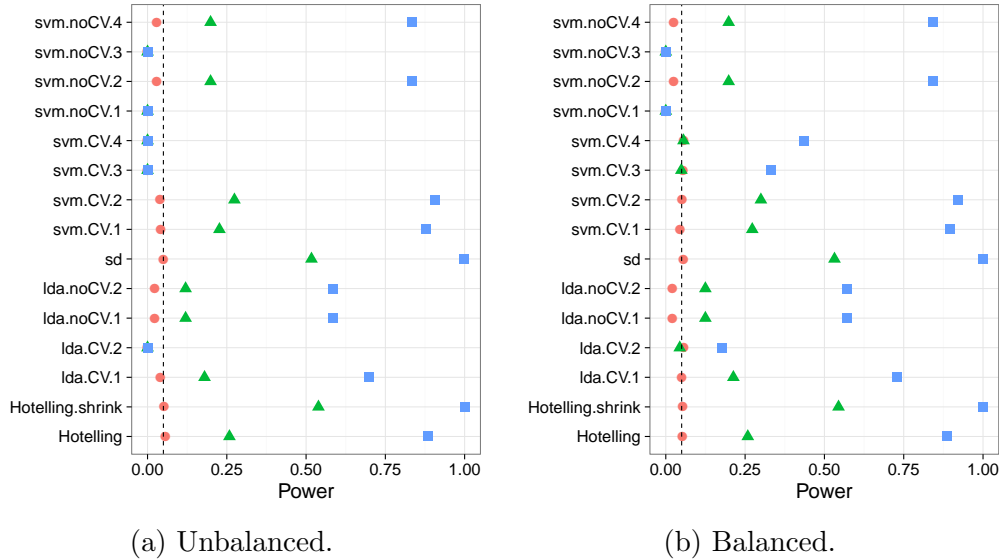 svm.noCV.4
svm.noCV.3
svm.noCV.2
svm.noCV.1
svm.CV.4
svm.CV.3
svm.CV.2
svm.CV.1
sd
lda.noCV.2
lda.noCV.1
lda.CV.2
lda.CV.1
Hotelling.shrink
Hotelling
0.00 0.25 0.50 0.75 1.00
Power
(a) Unbalanced.
svm.noCV.4
svm.noCV.3
svm.noCV.2
svm.noCV.1
svm.CV.4
svm.CV.3
svm.CV.2
svm.CV.1
sd
lda.noCV.2
lda.noCV.1
lda.CV.2
lda.CV.1
Hotelling.shrink
Hotelling
0.00 0.25 0.50 0.75 1.00
Power
(b) Balanced.